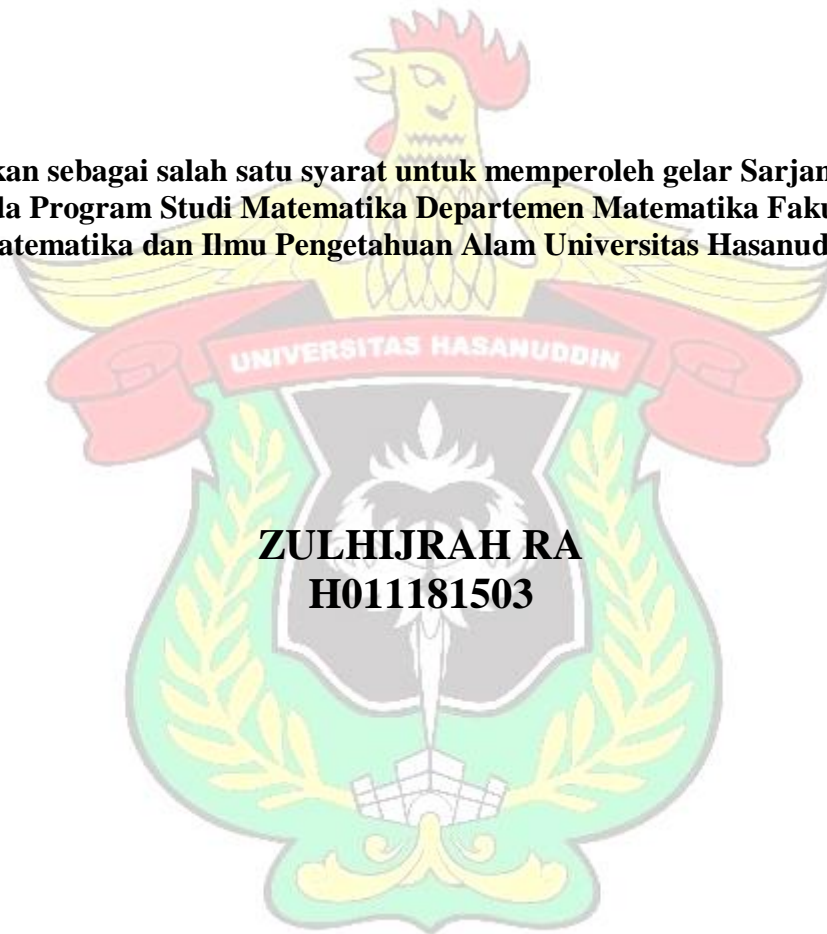 kan sebagai salah satu syarat untuk memperoleh gelar Sarjan
da Program Studi Matematika Departemen Matematika Faku
atematika dan Ilmu Pengetahuan Alam Universitas Hasanud
UNIVERSITAS HASANUDDIN
ZULHIJRAH RA
H011181503